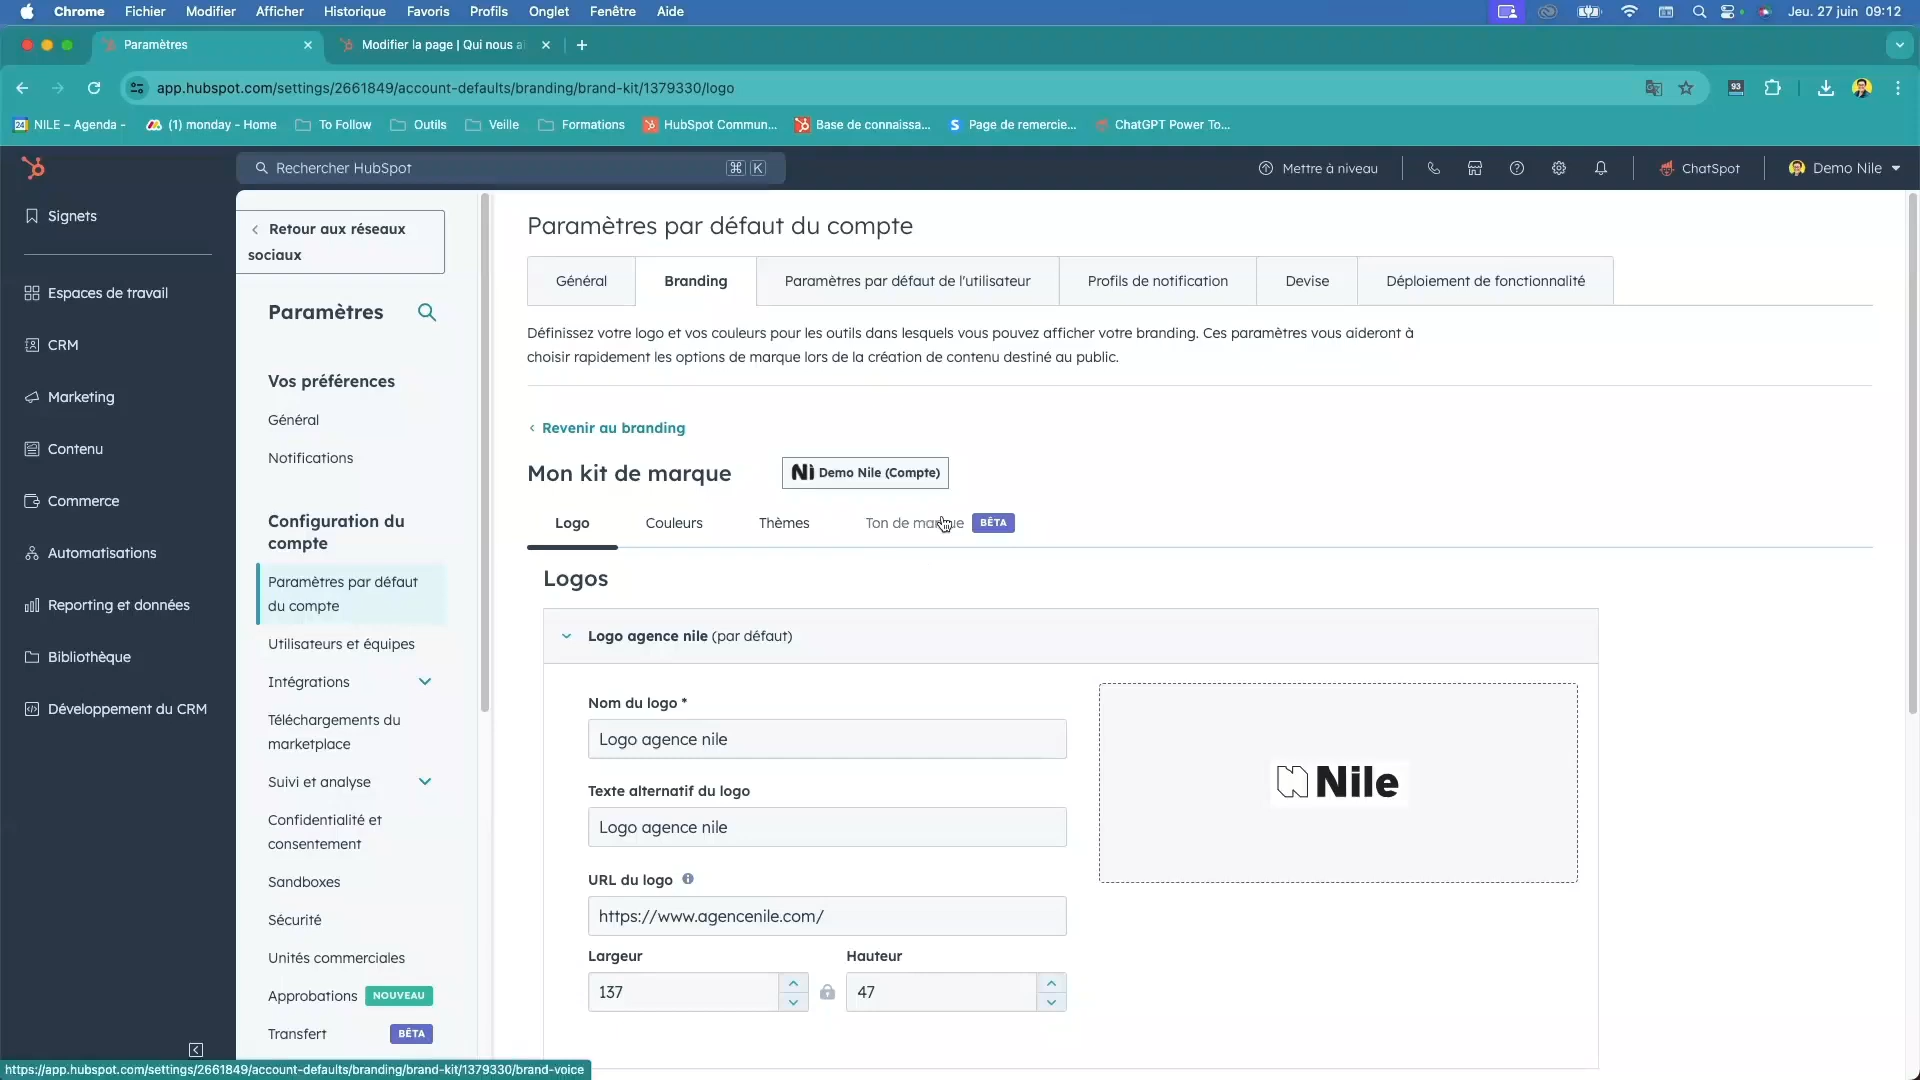 Chrome Fichier Modifier Afficher Historique Favoris Profils Onglet Fenêtre Aide Jeu. 27 juin 09:12
Paramètres Modifier la page | Qui nous a
app.hubspot.com/settings/2661849/account-defaults/branding/brand-kit/1379330/logo 93
24 NILE – Agenda - (1) monday - Home To Follow Outils Veille Formations HubSpot Commun... Base de connaissa... S Page de remercie... ChatGPT Power To...
Rechercher HubSpot ⌘ K Mettre à niveau ChatSpot Demo Nile
Signets
Espaces de travail
CRM
Marketing
Contenu
Commerce
Automatisations
Reporting et données
Bibliothèque
Développement du CRM
Retour aux réseaux
sociaux
Paramètres
Vos préférences
Général
Notifications
Configuration du
compte
Paramètres par défaut
du compte
Utilisateurs et équipes
Intégrations
Téléchargements du
marketplace
Suivi et analyse
Confidentialité et
consentement
Sandboxes
Sécurité
Unités commerciales
Approbations NOUVEAU
Transfert BÊTA
Paramètres par défaut du compte
Général Branding Paramètres par défaut de l'utilisateur Profils de notification Devise Déploiement de fonctionnalité
Définissez votre logo et vos couleurs pour les outils dans lesquels vous pouvez afficher votre branding. Ces paramètres vous aideront à
choisir rapidement les options de marque lors de la création de contenu destiné au public.
Revenir au branding
Mon kit de marque Demo Nile (Compte)
Logo Couleurs Thèmes Ton de marque BÊTA
Logos
Logo agence nile (par défaut)
Nom du logo *
Logo agence nile
Texte alternatif du logo
Logo agence nile
URL du logo
https://www.agencenile.com/
Largeur Hauteur
137 47
Nile
https://app.hubspot.com/settings/2661849/account-defaults/branding/brand-kit/1379330/brand-voice